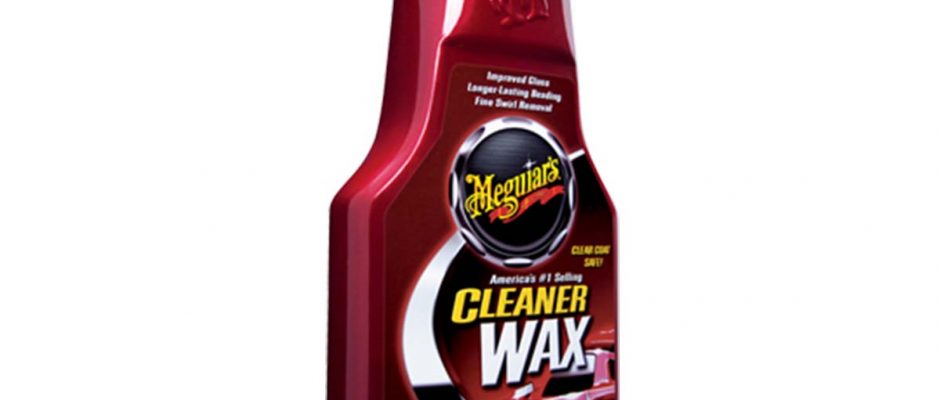 Improved Gloss
Longer-Lasting Beading
Fine Swirl Removal
Meguiar's
CLEAR COAT
SAFE!
America's #1 Selling
CLEANER
WAX